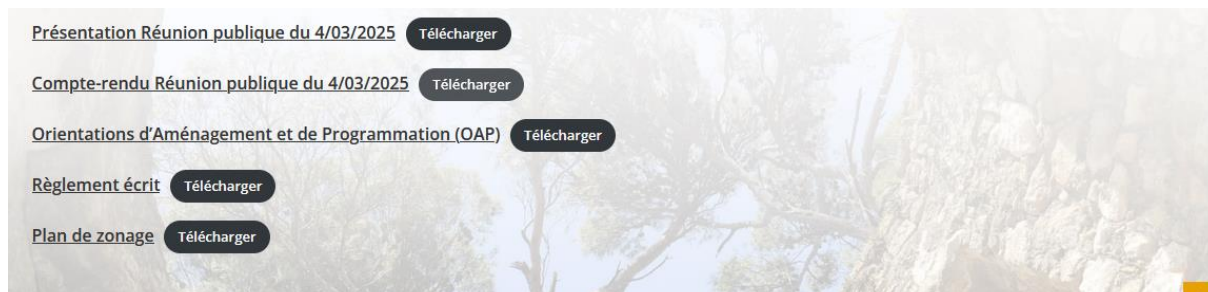 Présentation Réunion publique du 4/03/2025 Télécharger
Compte-rendu Réunion publique du 4/03/2025 Télécharger
Orientations d’Aménagement et de Programmation (OAP) Télécharger
Règlement écrit Télécharger
Plan de zonage Télécharger